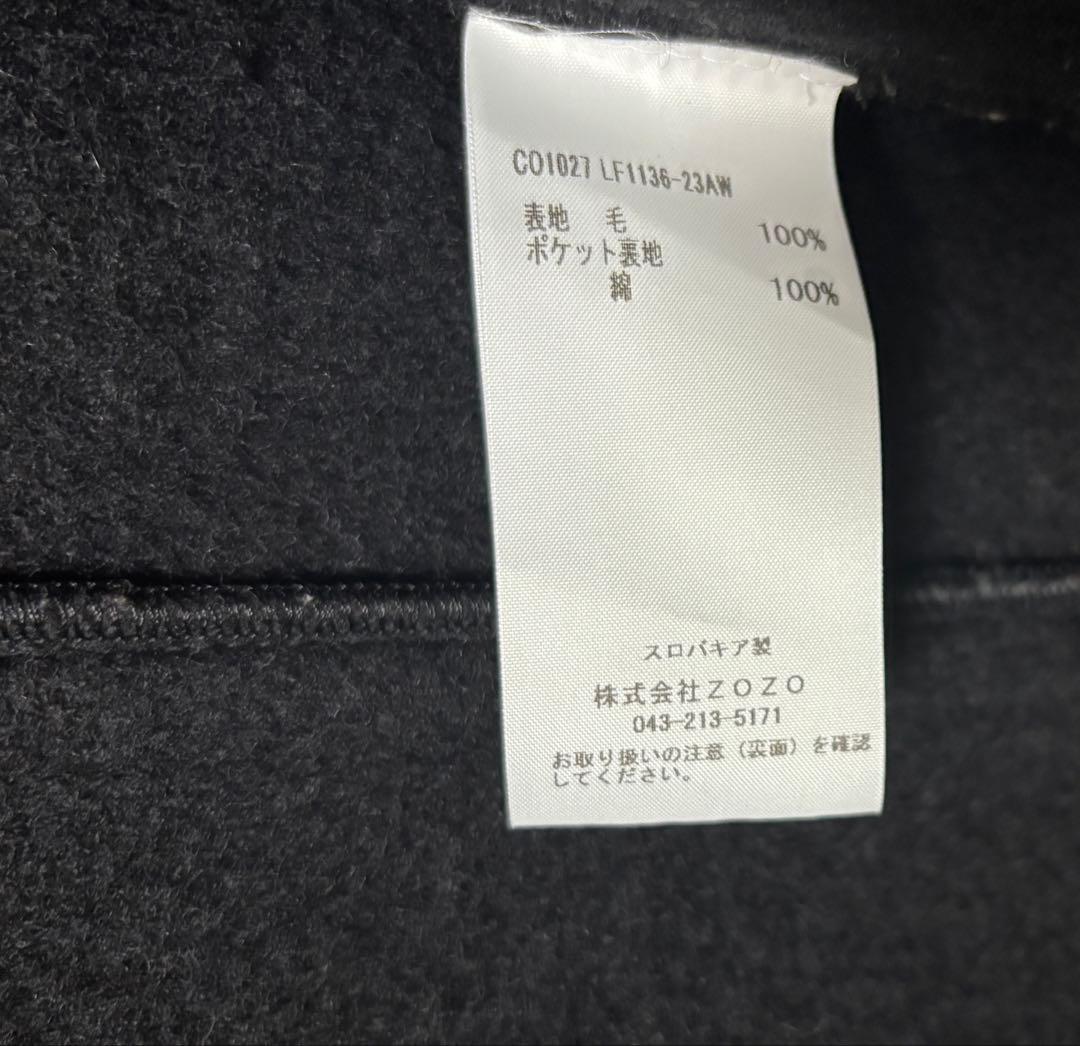 CO1027 LF1136-23AW
表地 毛 100%
ポケット裏地
綿 100%
スロバキア製
株式会社ZOZO
043-213-5171
お取り扱いの注意（裏面）を確認
してください。